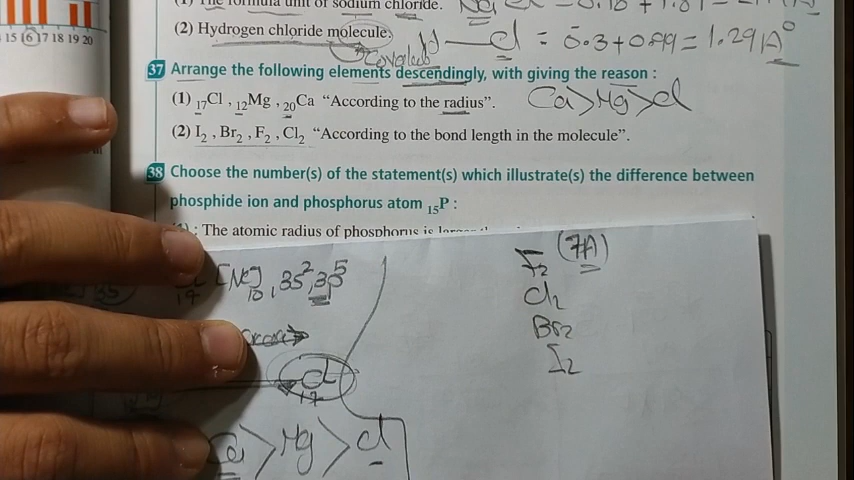 (1) The formula unit of sodium chloride.
15 16 17 18 19 20
(2) Hydrogen chloride molecule.
Cl = 0.3 + 0.99 = 1.29 A°
Covalent
37 Arrange the following elements descendingly, with giving the reason :
(1) 17Cl , 12Mg , 20Ca "According to the radius".
Ca > Mg > Cl
(2) I2 , Br2 , F2 , Cl2 "According to the bond length in the molecule".
38 Choose the number(s) of the statement(s) which illustrate(s) the difference between
phosphide ion and phosphorus atom 15P :
: The atomic radius of phosphorus is
F2 (7A)
[Ne]10, 3S2, 3p5
Cl2
Br2
I2
Cl
17
Ca > Mg > Cl